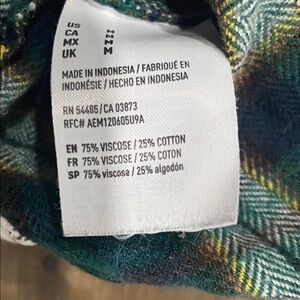 US M
CA M
MX M
UK M
MADE IN INDONESIA / FABRIQUÉ EN
INDONÉSIE / HECHO EN INDONESIA
RN 54485/CA 03873
RFC# AEM120605U9A
EN 75% VISCOSE / 25% COTTON
FR 75% VISCOSE / 25% COTON
SP 75% viscosa / 25% algodón